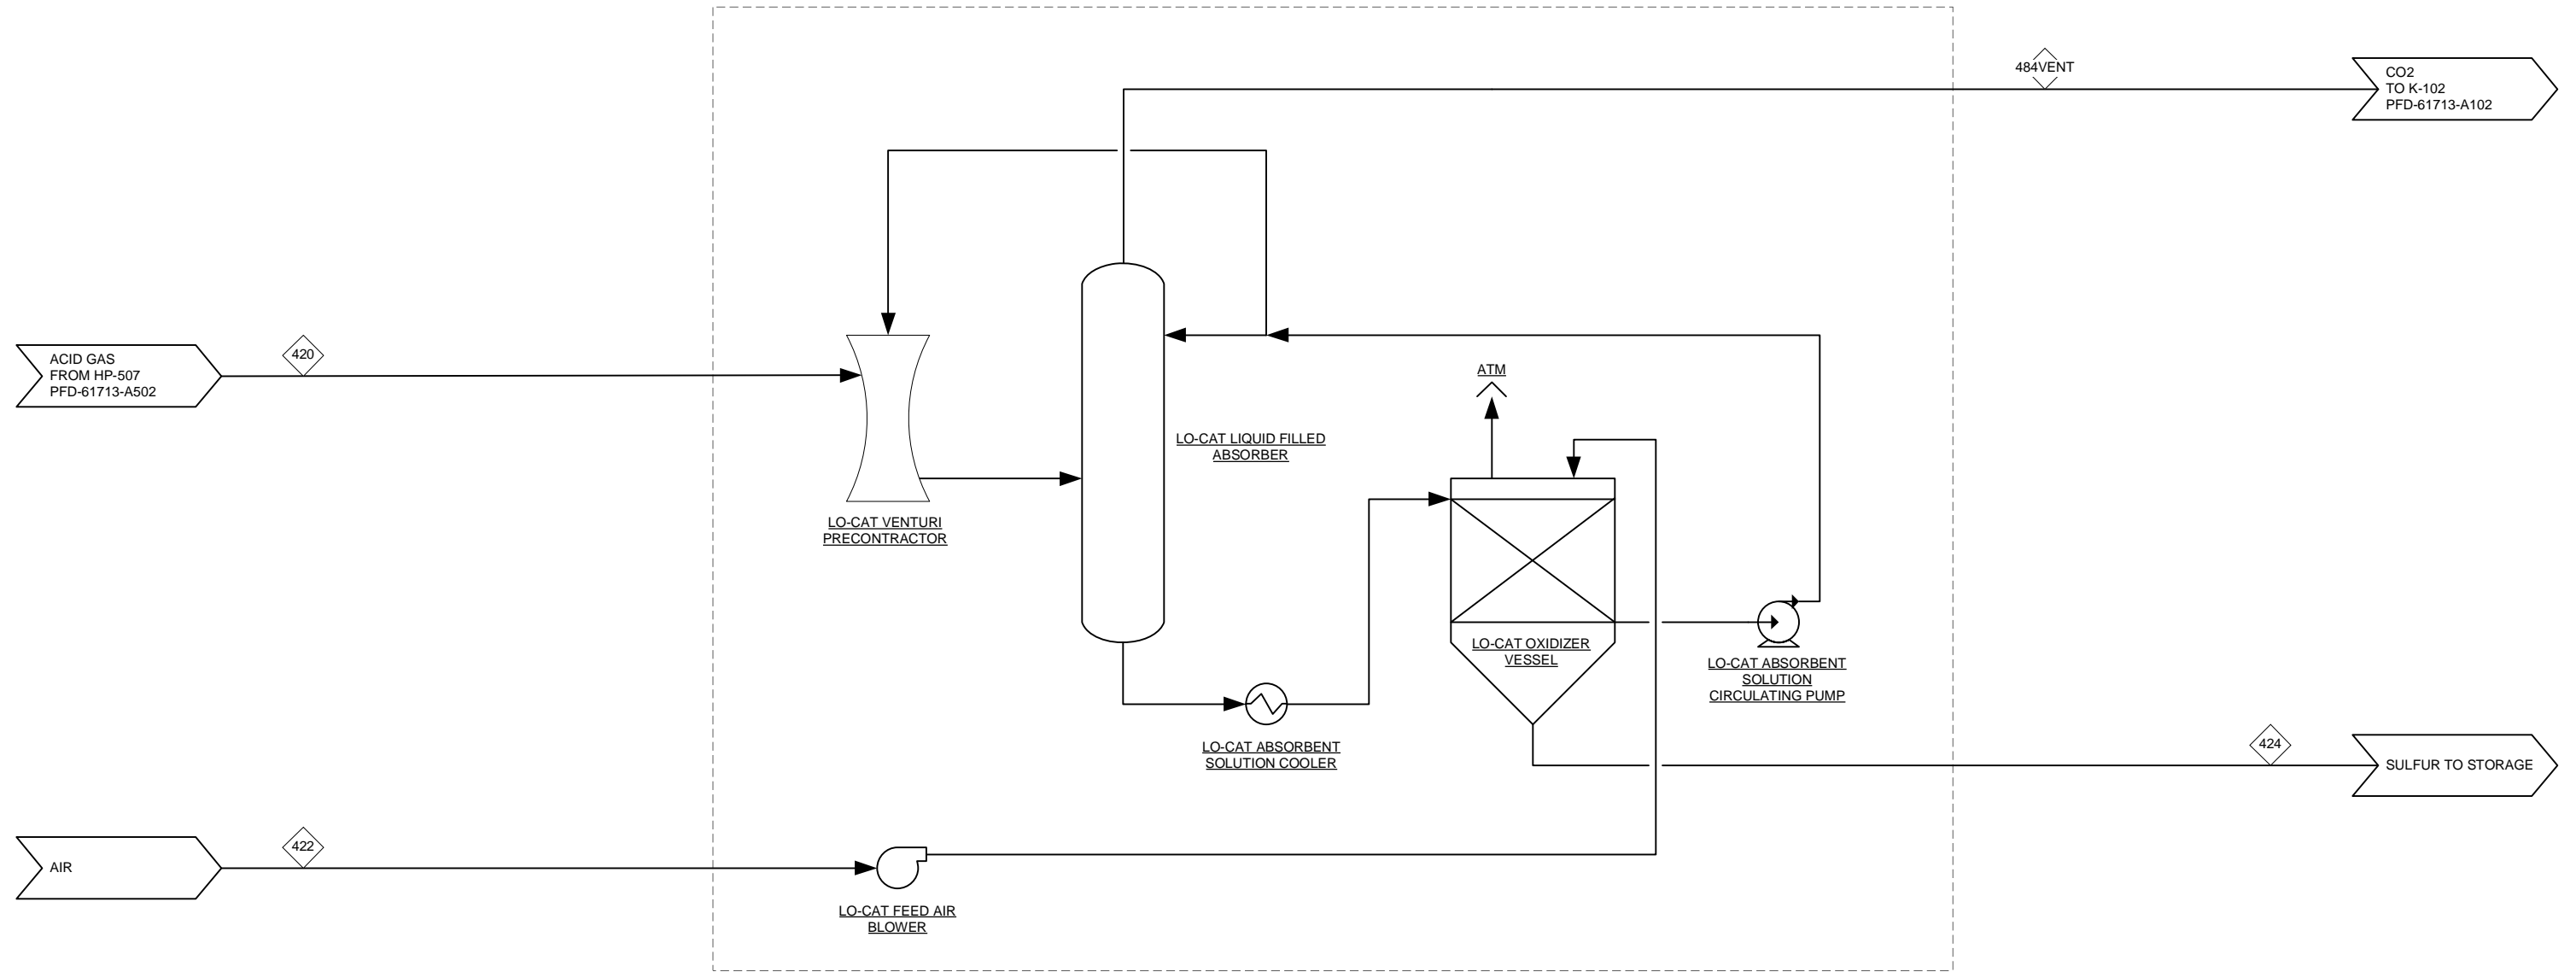 484VENT
CO2
TO K-102
PFD-61713-A102
ACID GAS
FROM HP-507
PFD-61713-A502
420
ATM
LO-CAT LIQUID FILLED
ABSORBER
LO-CAT VENTURI
PRECONTRACTOR
LO-CAT OXIDIZER
VESSEL
LO-CAT ABSORBENT
SOLUTION
CIRCULATING PUMP
LO-CAT ABSORBENT
SOLUTION COOLER
424
SULFUR TO STORAGE
AIR
422
LO-CAT FEED AIR
BLOWER